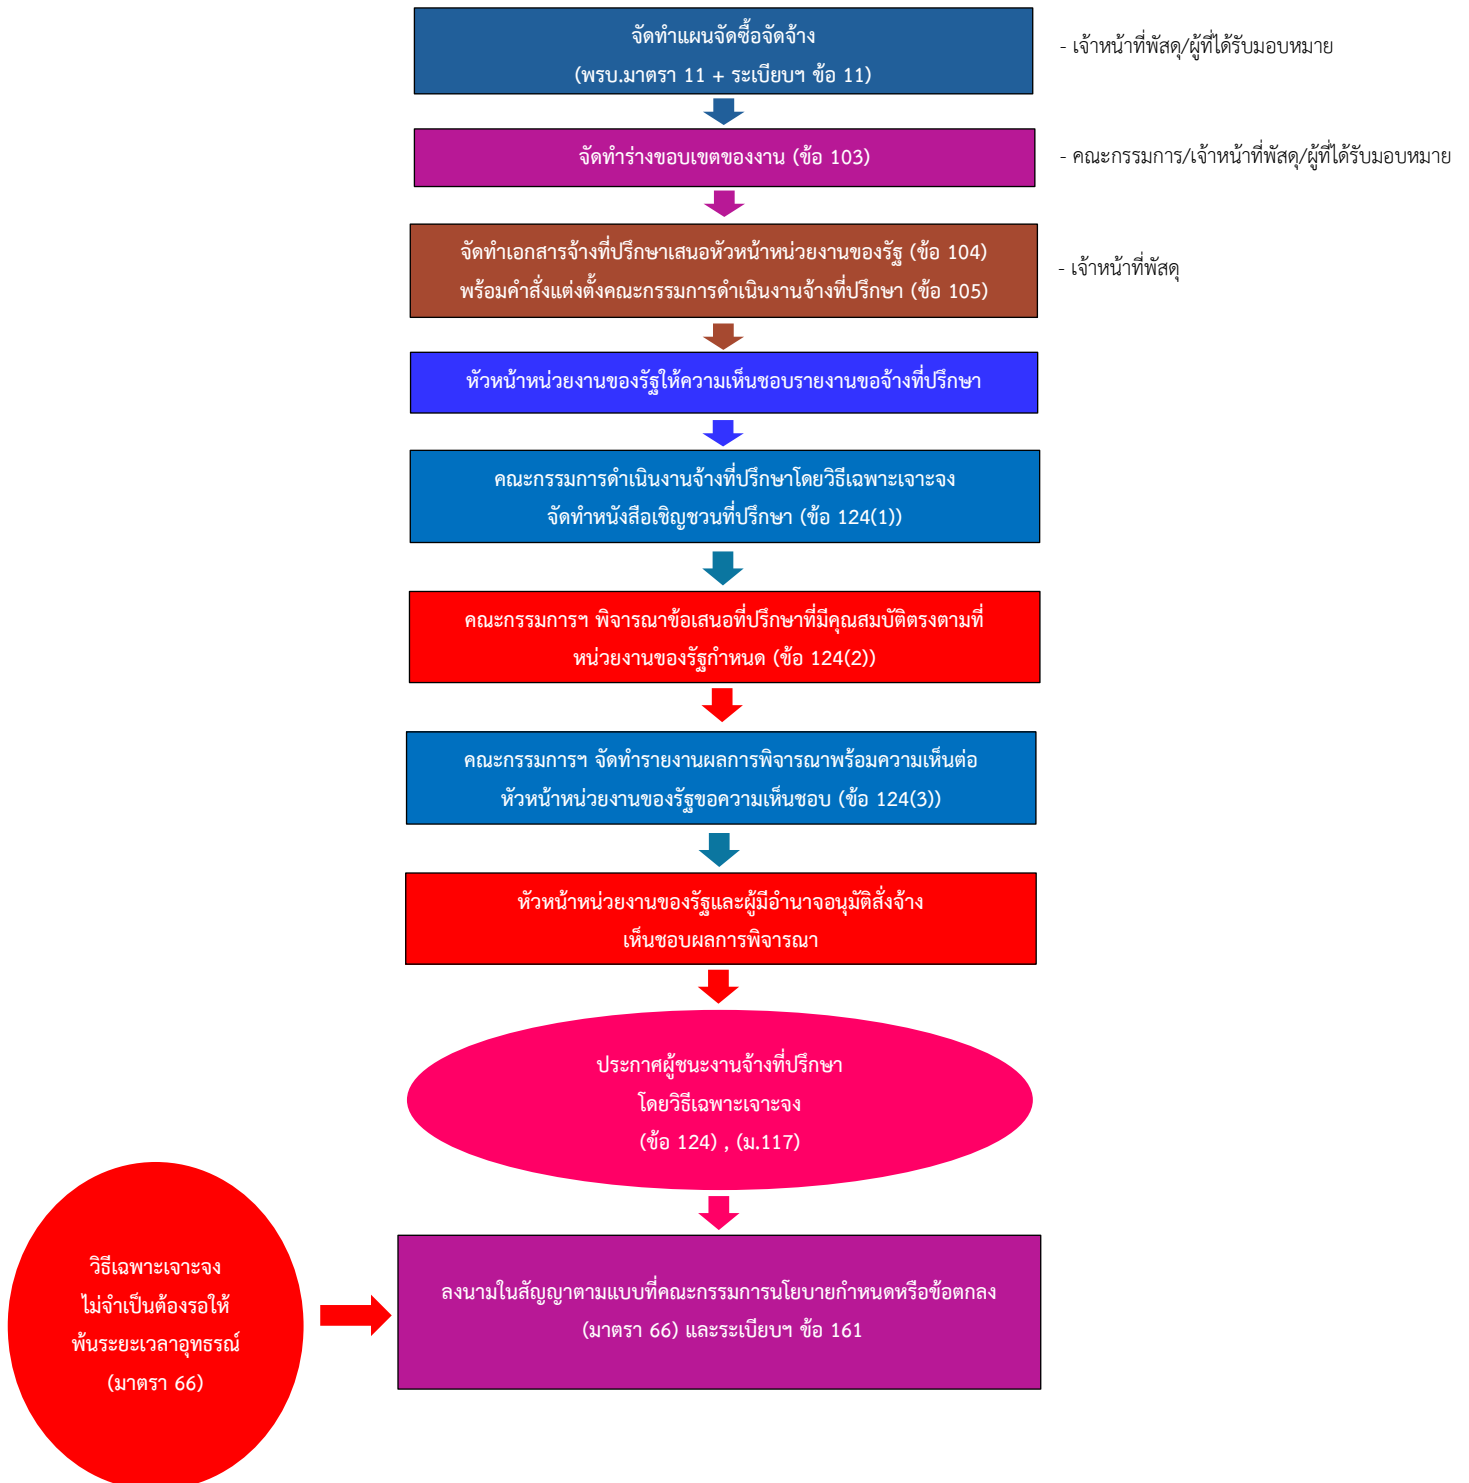 จัดทำแผนจัดซื้อจัดจ้าง
(พรบ.มาตรา 11 + ระเบียบฯ ข้อ 11)
- เจ้าหน้าที่พัสดุ/ผู้ที่ได้รับมอบหมาย
จัดทำร่างขอบเขตของงาน (ข้อ 103)
- คณะกรรมการ/เจ้าหน้าที่พัสดุ/ผู้ที่ได้รับมอบหมาย
จัดทำเอกสารจ้างที่ปรึกษาเสนอหัวหน้าหน่วยงานของรัฐ (ข้อ 104)
พร้อมคำสั่งแต่งตั้งคณะกรรมการดำเนินงานจ้างที่ปรึกษา (ข้อ 105)
- เจ้าหน้าที่พัสดุ
หัวหน้าหน่วยงานของรัฐให้ความเห็นชอบรายงานขอจ้างที่ปรึกษา
คณะกรรมการดำเนินงานจ้างที่ปรึกษาโดยวิธีเฉพาะเจาะจง
จัดทำหนังสือเชิญชวนที่ปรึกษา (ข้อ 124(1))
คณะกรรมการฯ พิจารณาข้อเสนอที่ปรึกษาที่มีคุณสมบัติตรงตามที่
หน่วยงานของรัฐกำหนด (ข้อ 124(2))
คณะกรรมการฯ จัดทำรายงานผลการพิจารณาพร้อมความเห็นต่อ
หัวหน้าหน่วยงานของรัฐขอความเห็นชอบ (ข้อ 124(3))
หัวหน้าหน่วยงานของรัฐและผู้มีอำนาจอนุมัติสั่งจ้าง
เห็นชอบผลการพิจารณา
ประกาศผู้ชนะงานจ้างที่ปรึกษา
โดยวิธีเฉพาะเจาะจง
(ข้อ 124) , (ม.117)
วิธีเฉพาะเจาะจง
ไม่จำเป็นต้องรอให้
พ้นระยะเวลาอุทธรณ์
(มาตรา 66)
ลงนามในสัญญาตามแบบที่คณะกรรมการนโยบายกำหนดหรือข้อตกลง
(มาตรา 66) และระเบียบฯ ข้อ 161